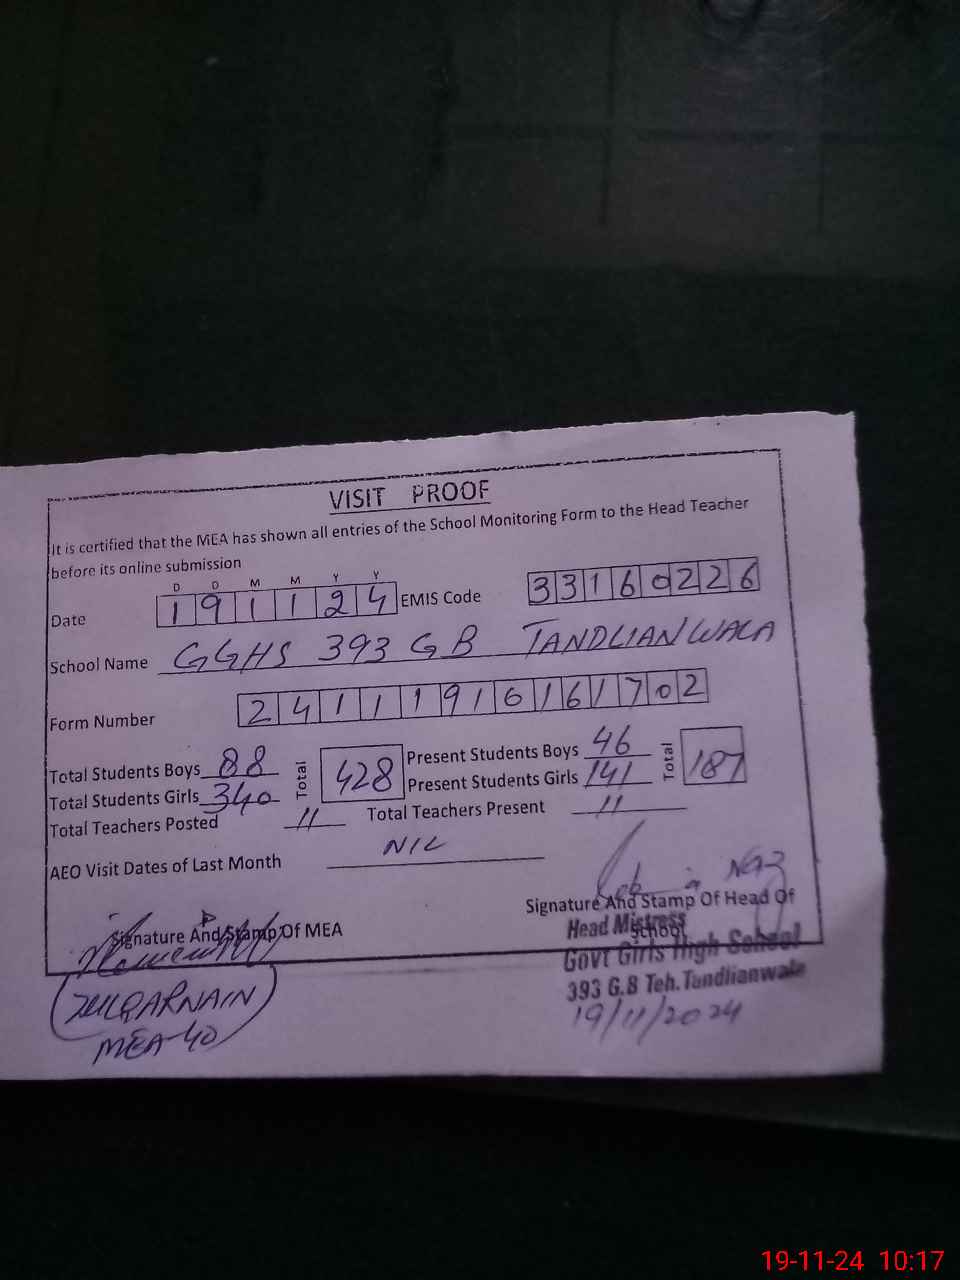 VISIT PROOF
It is certified that the MEA has shown all entries of the School Monitoring Form to the Head Teacher
before its online submission
D D M M Y Y
Date 1 9 1 1 2 4 EMIS Code 3 3 1 6 0 2 2 6
School Name GGHS 393 GB TANDLIANWALA
Form Number 2 4 1 1 1 9 1 6 1 6 1 7 0 2
Total Students Boys 88 Total 428 Present Students Boys 46 Total 187
Total Students Girls 340 Present Students Girls 141
Total Teachers Posted 11 Total Teachers Present 11
AEO Visit Dates of Last Month NIL
Signature And Stamp Of Head Of
School
Signature And Stamp Of MEA
Head Mistress
Govt Girls High School
393 G.B Teh. Tandlianwala
19/11/2024
ZULQARNAIN
MEA-40
19-11-24 10:17